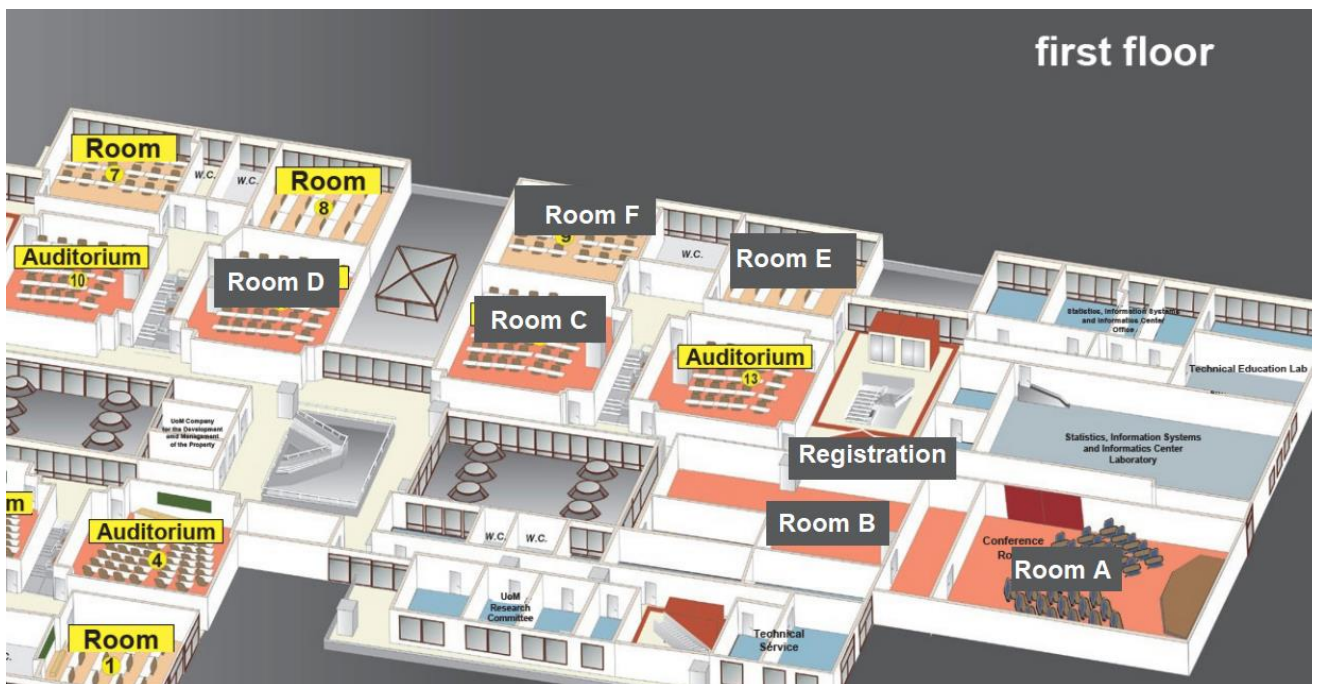 first floor
Room
7
W.C.
W.C.
Room
8
Room F
9
W.C.
Room E
Auditorium
10
Room D
Room C
Auditorium
13
Statistics, Information Systems
and Informatics Center
Office
Technical Education Lab
UoM Company
for the Development
and Management
of the Property
Registration
Statistics, Information Systems
and Informatics Center
Laboratory
m
Auditorium
4
W.C.
W.C.
Room B
Conference
Room A
UoM
Research
Committee
Technical
Service
Room
1